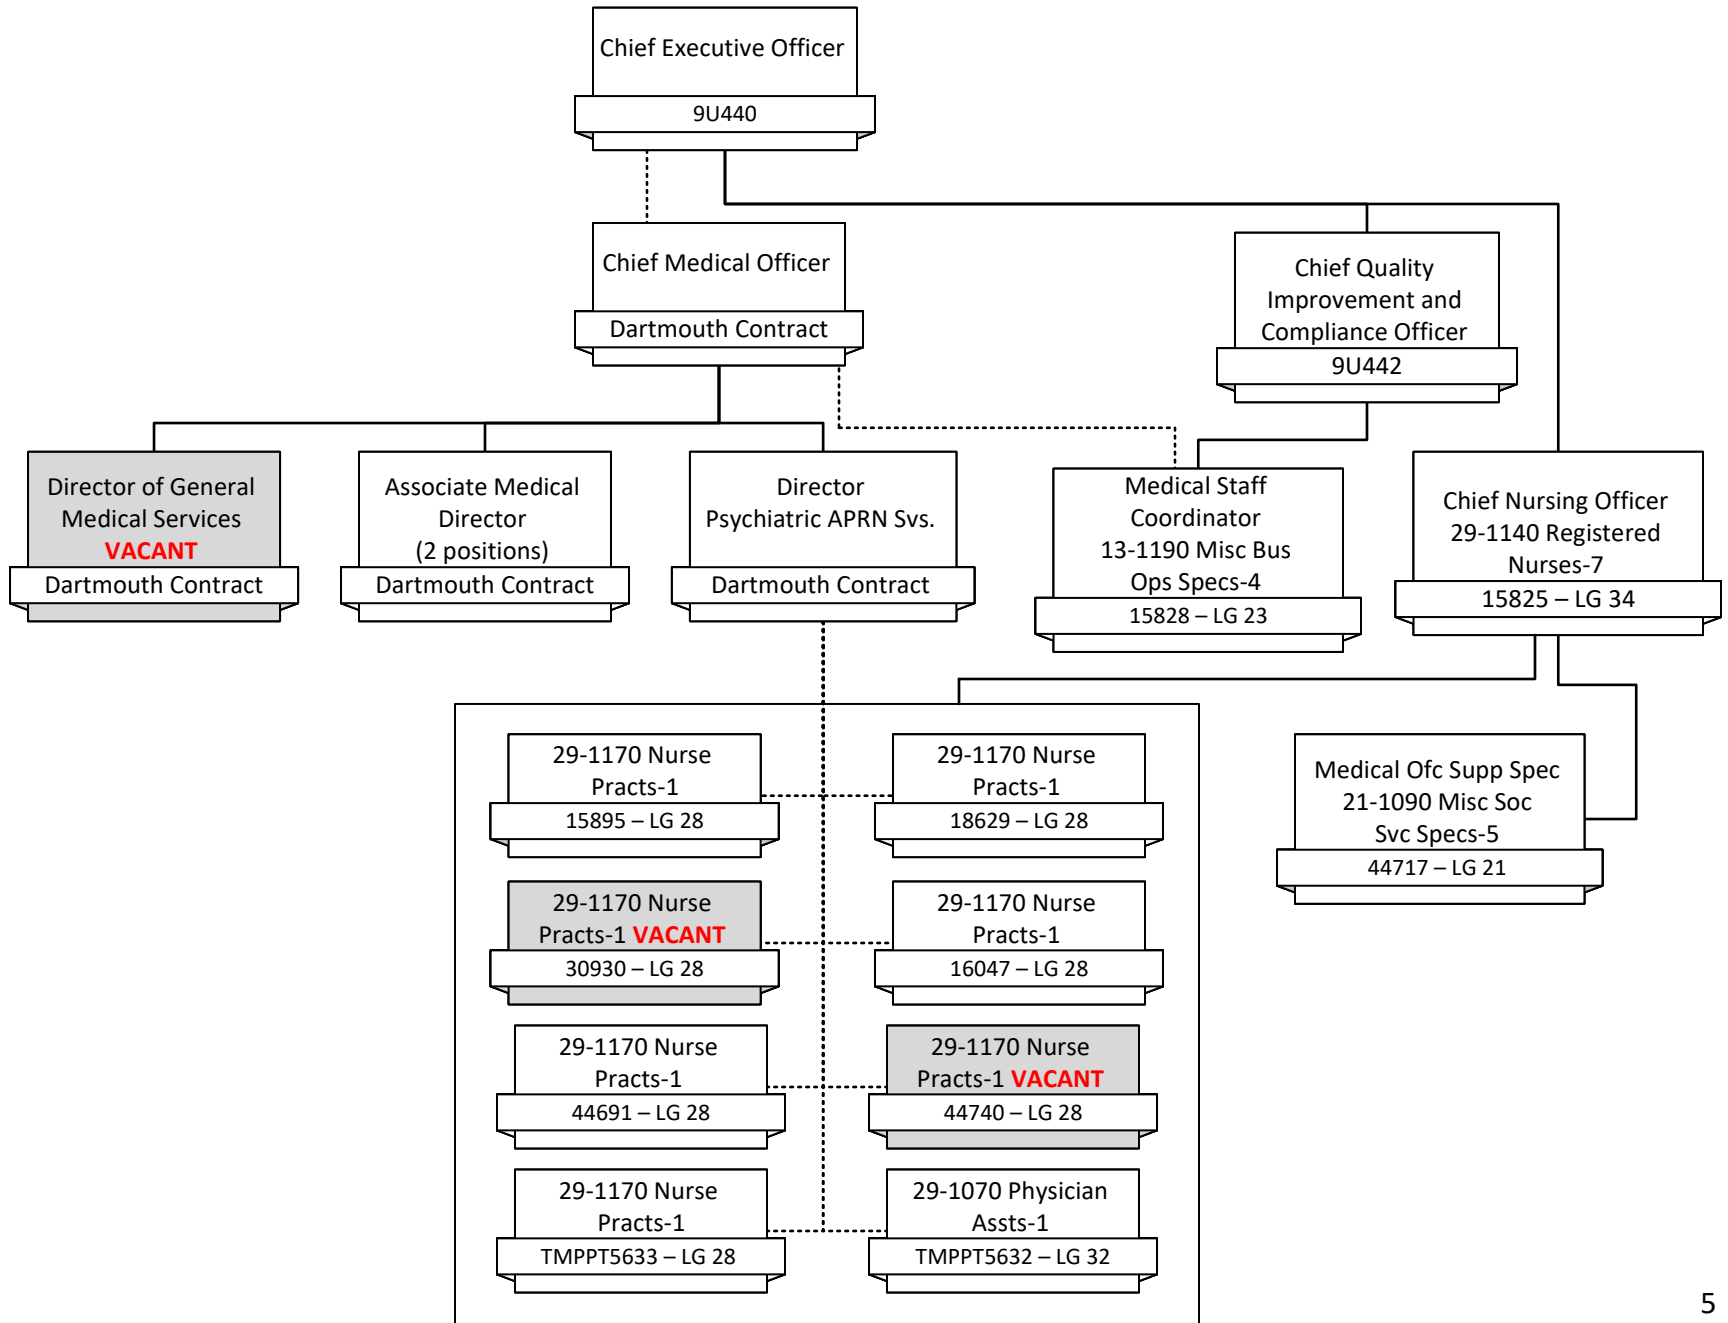 Chief Executive Officer
9U440
Chief Medical Officer
Dartmouth Contract
Chief Quality
Improvement and
Compliance Officer
9U442
Director of General
Medical Services
VACANT
Dartmouth Contract
Associate Medical
Director
(2 positions)
Dartmouth Contract
Director
Psychiatric APRN Svs.
Dartmouth Contract
Medical Staff
Coordinator
13-1190 Misc Bus
Ops Specs-4
15828 – LG 23
Chief Nursing Officer
29-1140 Registered
Nurses-7
15825 – LG 34
29-1170 Nurse
Practs-1
15895 – LG 28
29-1170 Nurse
Practs-1
18629 – LG 28
Medical Ofc Supp Spec
21-1090 Misc Soc
Svc Specs-5
44717 – LG 21
29-1170 Nurse
Practs-1 VACANT
30930 – LG 28
29-1170 Nurse
Practs-1
16047 – LG 28
29-1170 Nurse
Practs-1
44691 – LG 28
29-1170 Nurse
Practs-1 VACANT
44740 – LG 28
29-1170 Nurse
Practs-1
TMPPT5633 – LG 28
29-1070 Physician
Assts-1
TMPPT5632 – LG 32
5